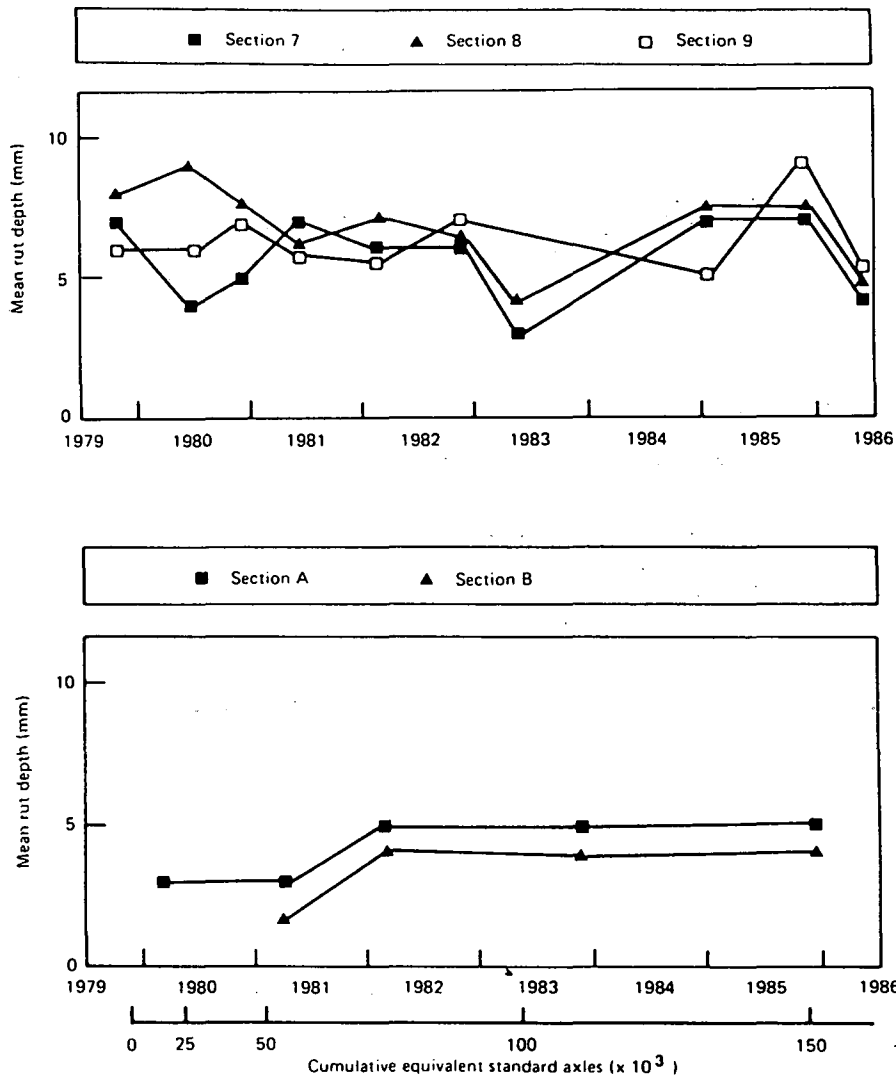 Section 7 Section 8 Section 9
Mean rut depth (mm)
10
5
0
1979 1980 1981 1982 1983 1984 1985 1986
Section A Section B
Mean rut depth (mm)
10
5
0
1979 1980 1981 1982 1983 1984 1985 1986
0 25 50 100 150
Cumulative equivalent standard axles (x 10³)